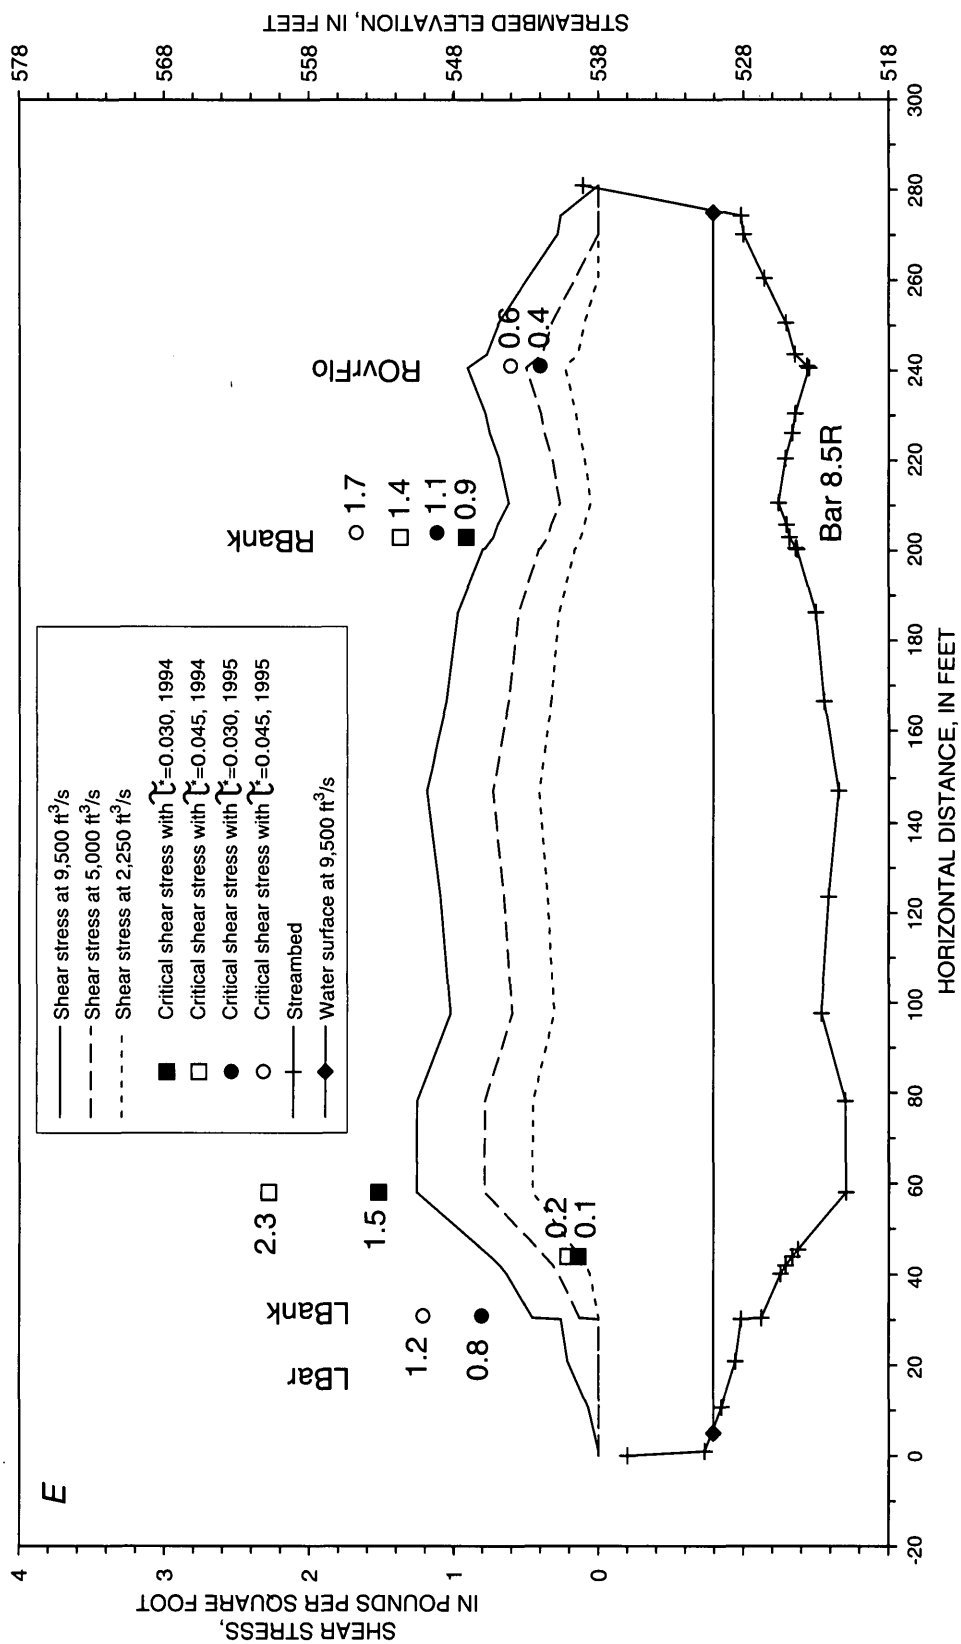 E
SHEAR STRESS,
IN POUNDS PER SQUARE FOOT
4
3
2
1
0
STREAMBED ELEVATION, IN FEET
578
568
558
548
538
528
518
Shear stress at 9,500 ft³/s
Shear stress at 5,000 ft³/s
Shear stress at 2,250 ft³/s
Critical shear stress with τ*=0.030, 1994
Critical shear stress with τ*=0.045, 1994
Critical shear stress with τ*=0.030, 1995
Critical shear stress with τ*=0.045, 1995
Streambed
Water surface at 9,500 ft³/s
LBar
LBank
RBank
ROvrFlo
1.2
0.8
2.3
1.5
0.2
0.1
1.7
1.4
1.1
0.9
0.6
0.4
Bar 8.5R
-20 0 20 40 60 80 100 120 140 160 180 200 220 240 260 280 300
HORIZONTAL DISTANCE, IN FEET